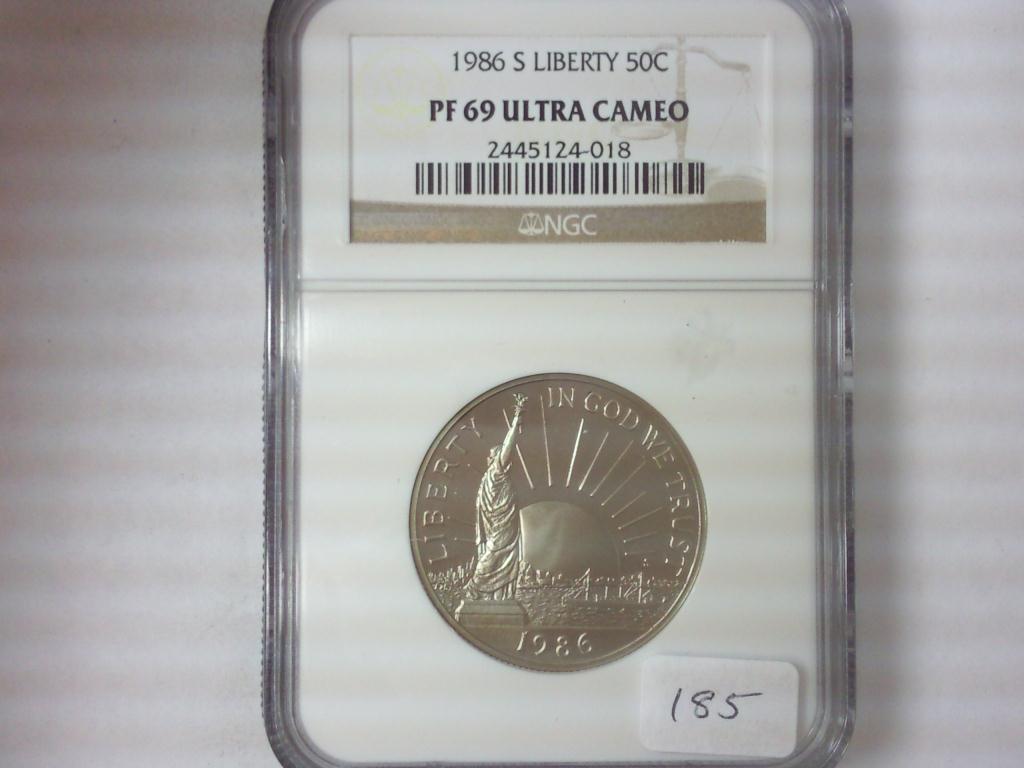 1986 S LIBERTY 50C
PF 69 ULTRA CAMEO
2445124-018
NGC
LIBERTY
IN GOD WE TRUST
1986
185